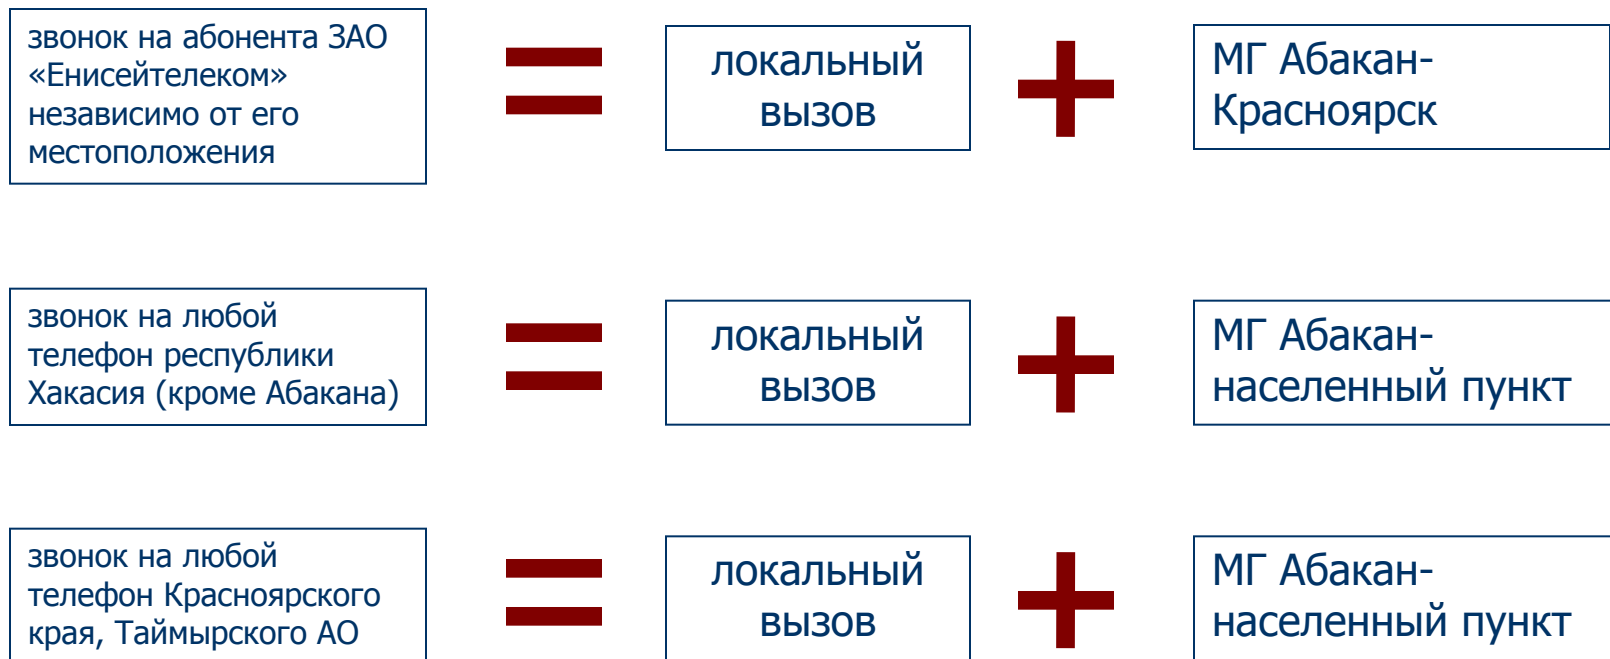 звонок на абонента ЗАО
«Енисейтелеком»
независимо от его
местоположения
=
локальный
вызов
+
МГ Абакан-
Красноярск
звонок на любой
телефон республики
Хакасия (кроме Абакана)
=
локальный
вызов
+
МГ Абакан-
населенный пункт
звонок на любой
телефон Красноярского
края, Таймырского АО
=
локальный
вызов
+
МГ Абакан-
населенный пункт